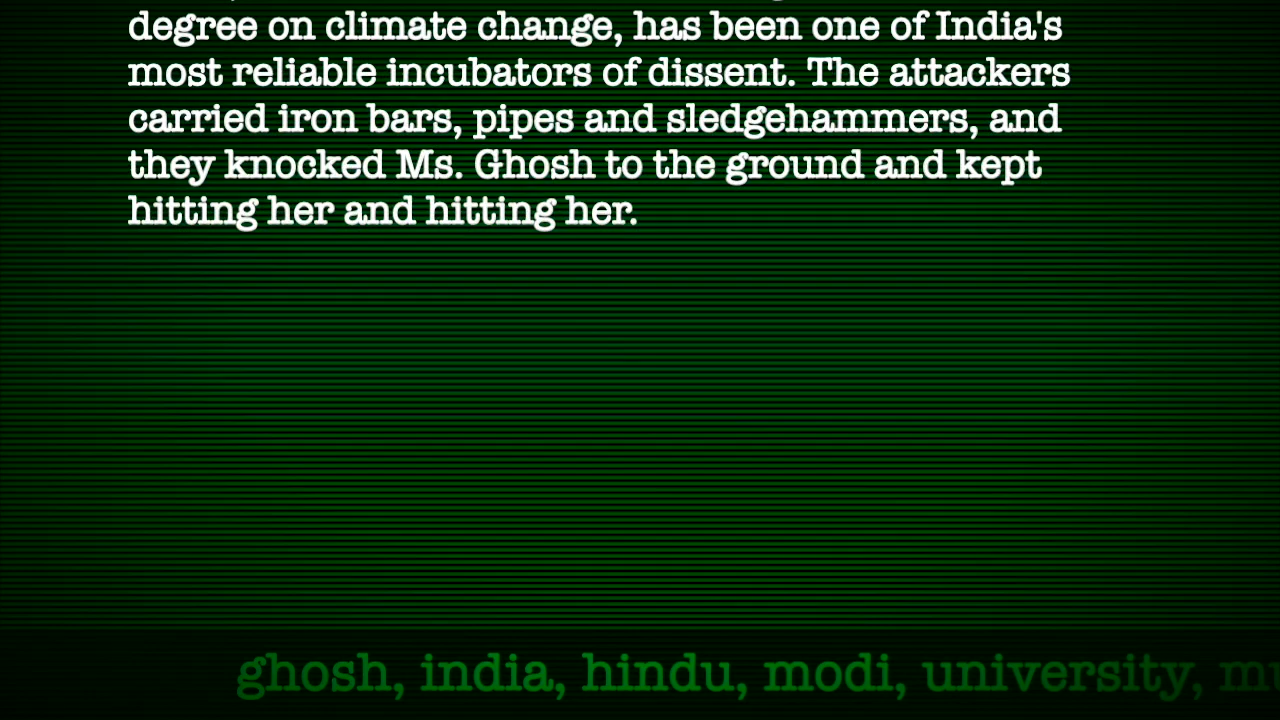 degree on climate change, has been one of India's
most reliable incubators of dissent. The attackers
carried iron bars, pipes and sledgehammers, and
they knocked Ms. Ghosh to the ground and kept
hitting her and hitting her.
ghosh, india, hindu, modi, university,